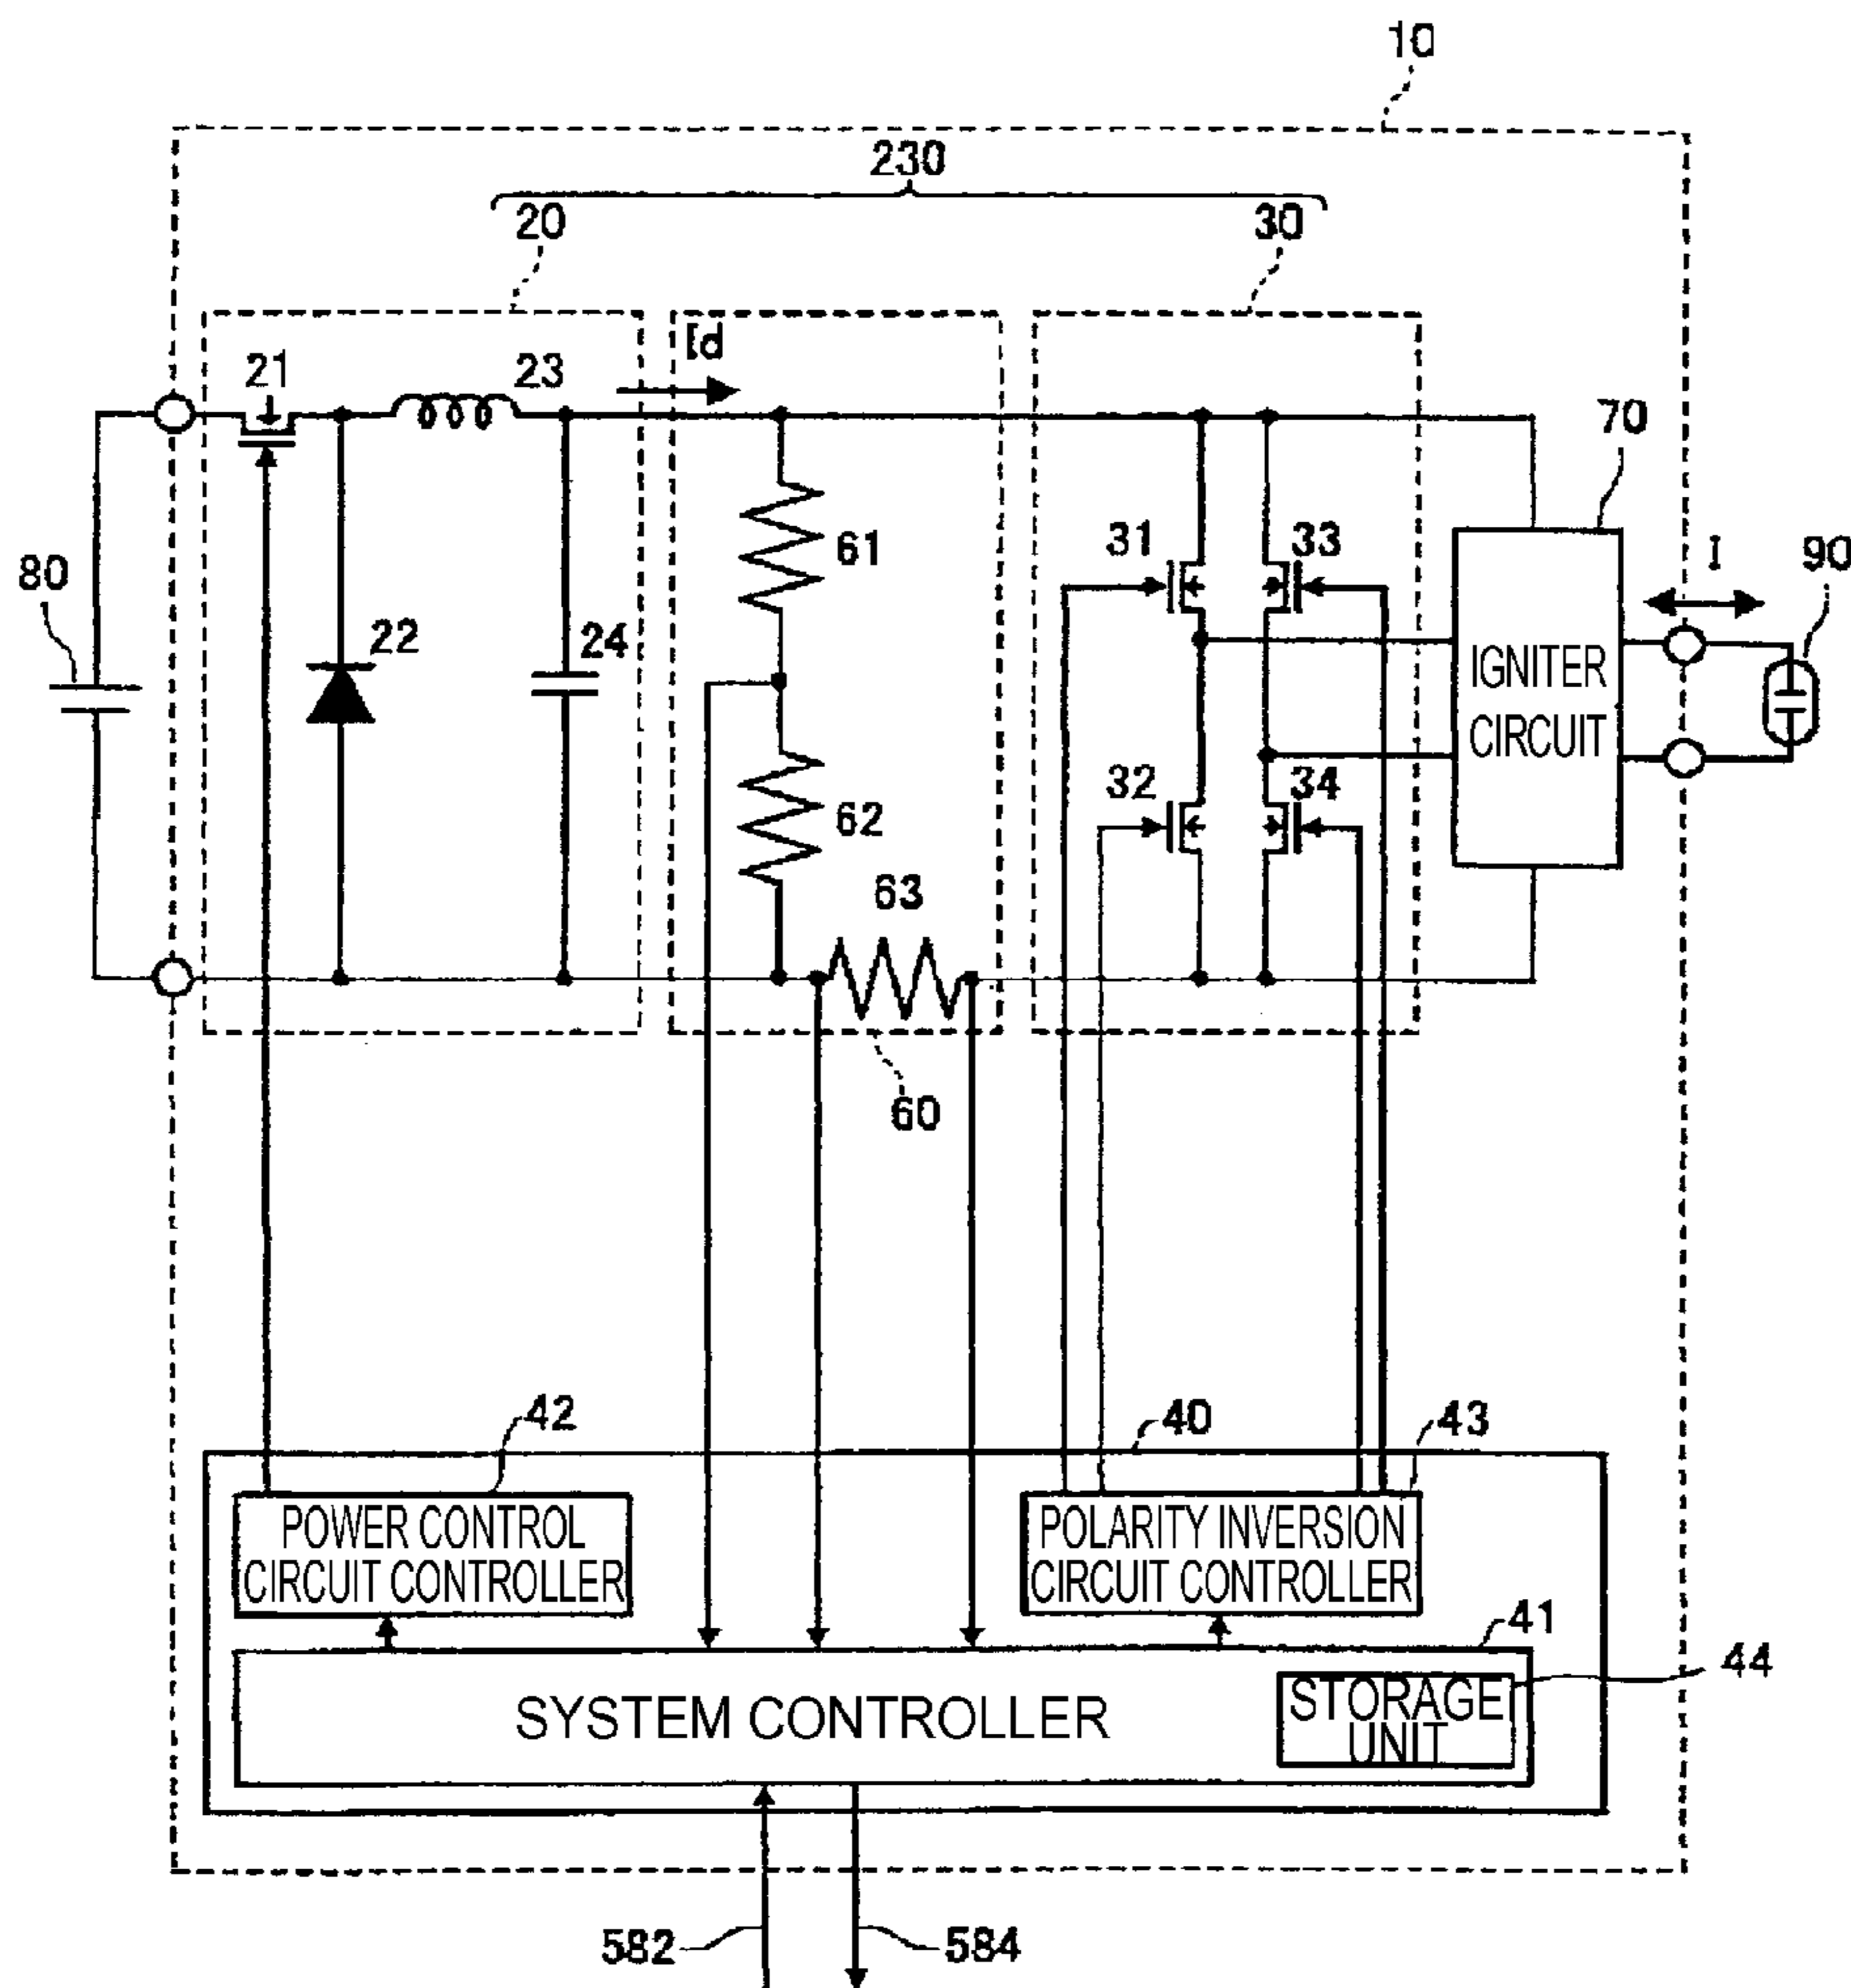 10
230
20
30
Id
21
23
70
31
33
I
90
61
80
22
24
IGNITER
CIRCUIT
32
34
62
63
60
42
40
43
POWER CONTROL
CIRCUIT CONTROLLER
POLARITY INVERSION
CIRCUIT CONTROLLER
41
44
SYSTEM CONTROLLER
STORAGE
UNIT
582
584